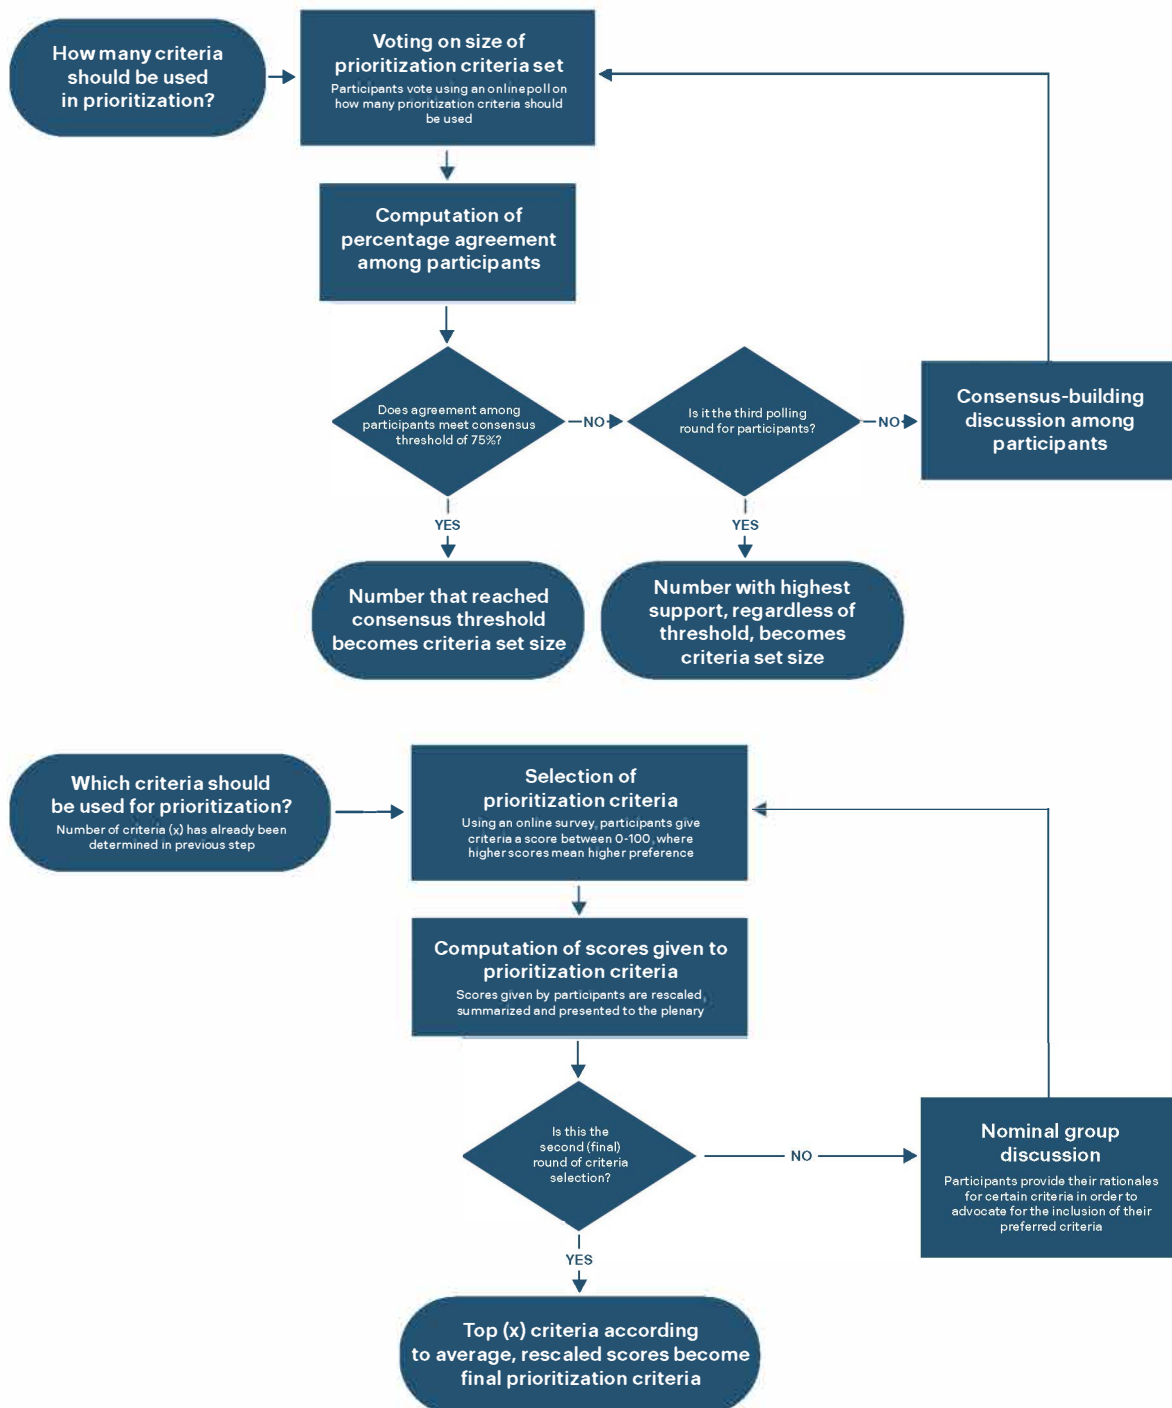 How many criteria
should be used
in prioritization?
Voting on size of
prioritization criteria set
Participants vote using an online poll on
how many prioritization criteria should
be used
Computation of
percentage agreement
among participants
Does agreement among
participants meet consensus
threshold of 75%?
NO
Is it the third polling
round for participants?
NO
Consensus-building
discussion among
participants
YES
YES
Number that reached
consensus threshold
becomes criteria set size
Number with highest
support, regardless of
threshold, becomes
criteria set size
Which criteria should
be used for prioritization?
Number of criteria (x) has already been
determined in previous step
Selection of
prioritization criteria
Using an online survey, participants give
criteria a score between 0-100, where
higher scores mean higher preference
Computation of scores given to
prioritization criteria
Scores given by participants are rescaled,
summarized and presented to the plenary
Is this the
second (final)
round of criteria
selection?
NO
Nominal group
discussion
Participants provide their rationales
for certain criteria in order to
advocate for the inclusion of their
preferred criteria
YES
Top (x) criteria according
to average, rescaled scores become
final prioritization criteria